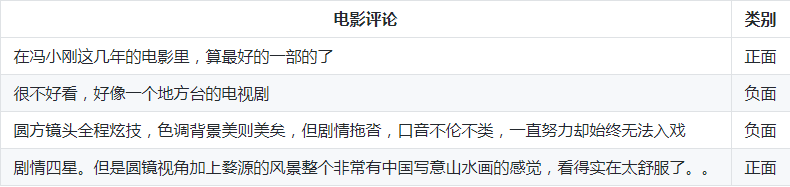 电影评论 类别
在冯小刚这几年的电影里，算最好的一部的了 正面
很不好看，好像一个地方台的电视剧 负面
圆方镜头全程炫技，色调背景美则美矣，但剧情拖沓，口音不伦不类，一直努力却始终无法入戏 负面
剧情四星。但是圆镜视角加上婺源的风景整个非常有中国写意山水画的感觉，看得实在太舒服了。。 正面